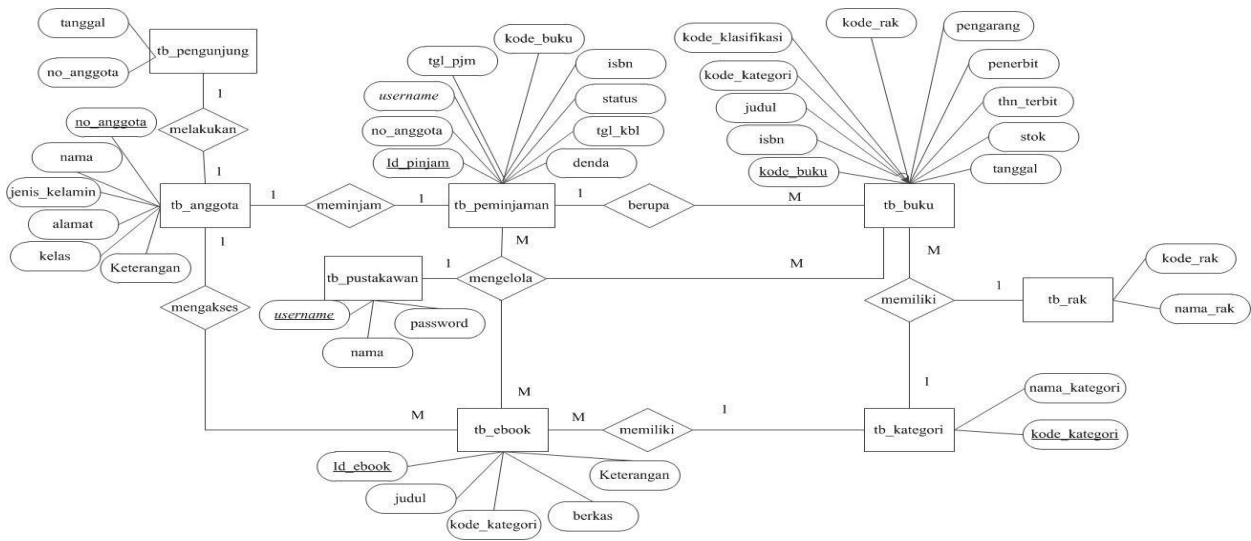 tanggal
tb_pengunjung
no_anggota
1
melakukan
1
no_anggota
nama
jenis_kelamin
alamat
kelas
Keterangan
tb_anggota
1
meminjam
1
1
mengakses
M
kode_buku
tgl_pjm
isbn
username
status
no_anggota
tgl_kbl
Id_pinjam
denda
tb_peminjaman
1
berupa
M
M
tb_pustakawan
1
mengelola
M
username
password
nama
M
kode_rak
pengarang
kode_klasifikasi
penerbit
kode_kategori
thn_terbit
judul
stok
isbn
tanggal
kode_buku
tb_buku
M
memiliki
1
tb_rak
kode_rak
nama_rak
1
tb_ebook
M
memiliki
1
tb_kategori
nama_kategori
kode_kategori
Id_ebook
Keterangan
judul
berkas
kode_kategori